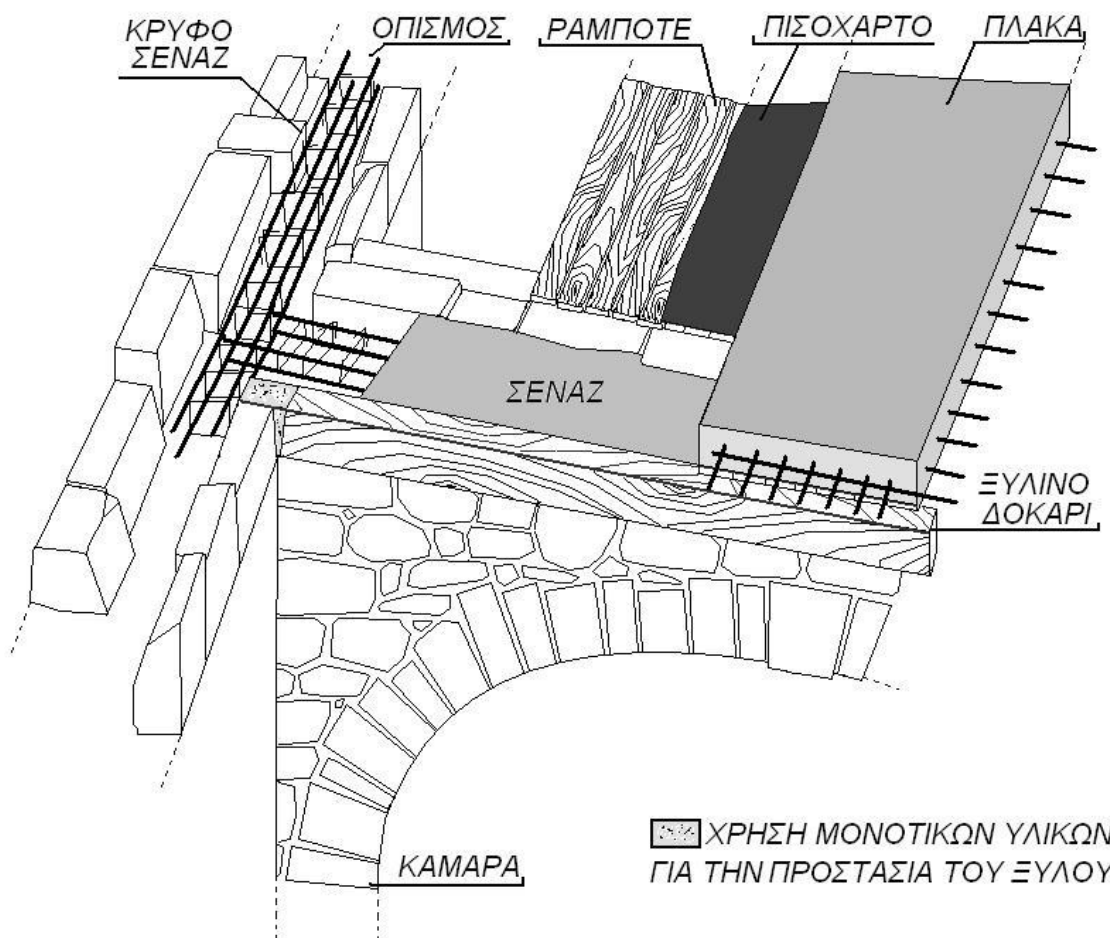 ΚΡΥΦΟ
ΣΕΝΑΖ
ΟΠΙΣΜΟΣ
ΡΑΜΠΟΤΕ
ΠΙΣΟΧΑΡΤΟ
ΠΛΑΚΑ
ΣΕΝΑΖ
ΞΥΛΙΝΟ
ΔΟΚΑΡΙ
ΚΑΜΑΡΑ
ΧΡΗΣΗ ΜΟΝΟΤΙΚΩΝ ΥΛΙΚΩΝ
ΓΙΑ ΤΗΝ ΠΡΟΣΤΑΣΙΑ ΤΟΥ ΞΥΛΟΥ